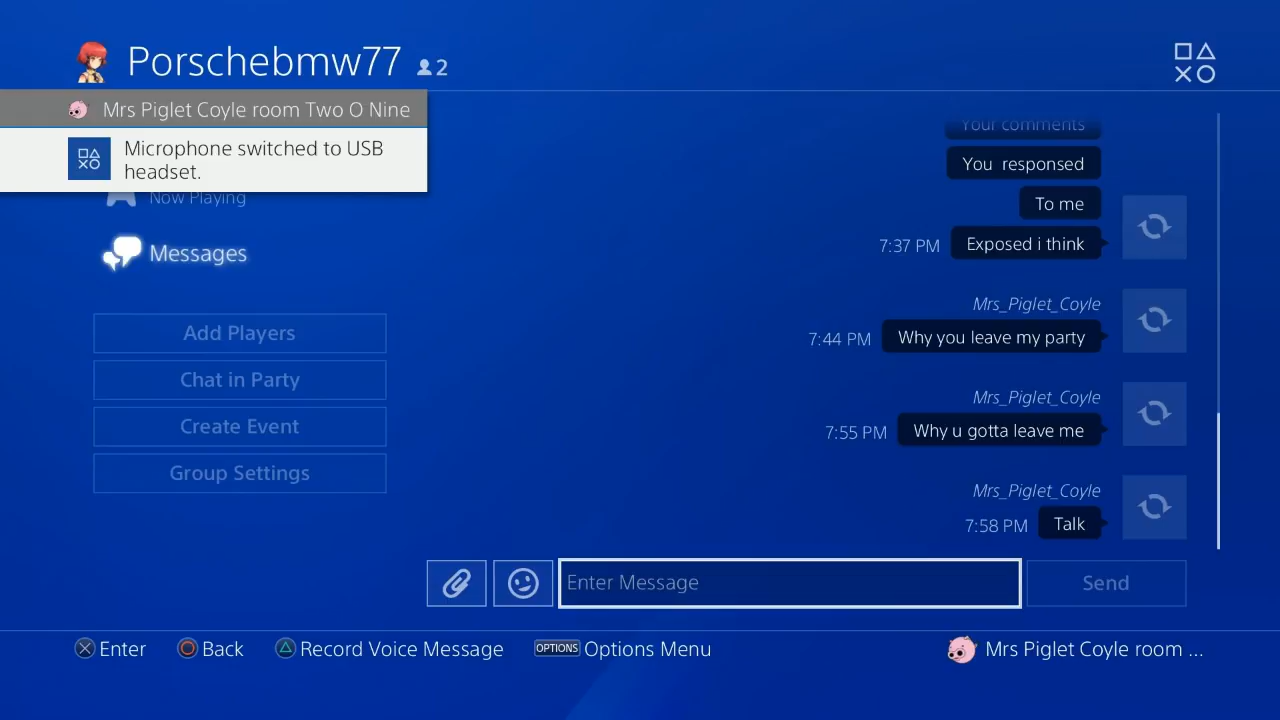 Porschebmw77 2
Mrs Piglet Coyle room Two O Nine
Microphone switched to USB
headset.
Now Playing
Messages
Add Players
Chat in Party
Create Event
Group Settings
Your comments
You responsed
To me
7:37 PM Exposed i think
Mrs_Piglet_Coyle
7:44 PM Why you leave my party
Mrs_Piglet_Coyle
7:55 PM Why u gotta leave me
Mrs_Piglet_Coyle
7:58 PM Talk
Enter Message
Send
Enter Back Record Voice Message OPTIONS Options Menu Mrs Piglet Coyle room ...